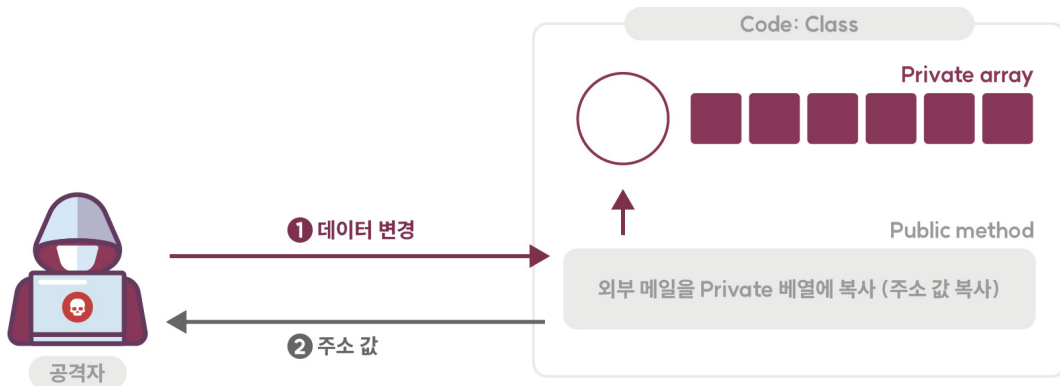 Code: Class
Private array
❶ 데이터 변경
Public method
외부 메일을 Private 베열에 복사 (주소 값 복사)
❷ 주소 값
공격자